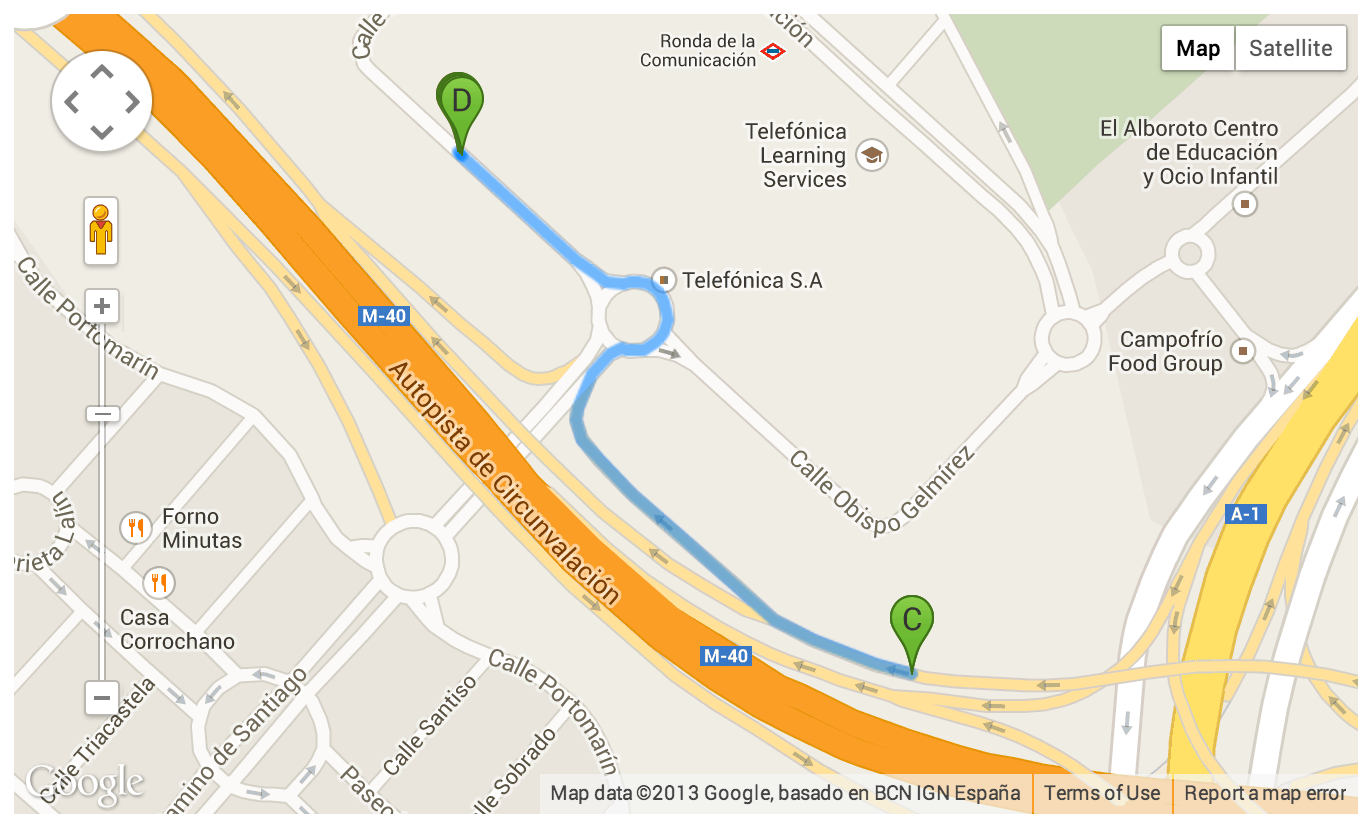 Calle
ción
Map
Satellite
Ronda de la
Comunicación
D
Telefónica
Learning
Services
El Alboroto Centro
de Educación
y Ocio Infantil
Calle Portomarín
Telefónica S.A
M-40
Campofrío
Food Group
Autopista de Circunvalación
Calle Obispo Gelmírez
A-1
Prieta Lajín
Forno
Minutas
Casa
Corrochano
C
M-40
Calle Portomarín
Calle Santiso
Calle Triacastela
Camino de Santiago
Calle Sobrado
Paseo
Google
Map data ©2013 Google, basado en BCN IGN España
Terms of Use
Report a map error